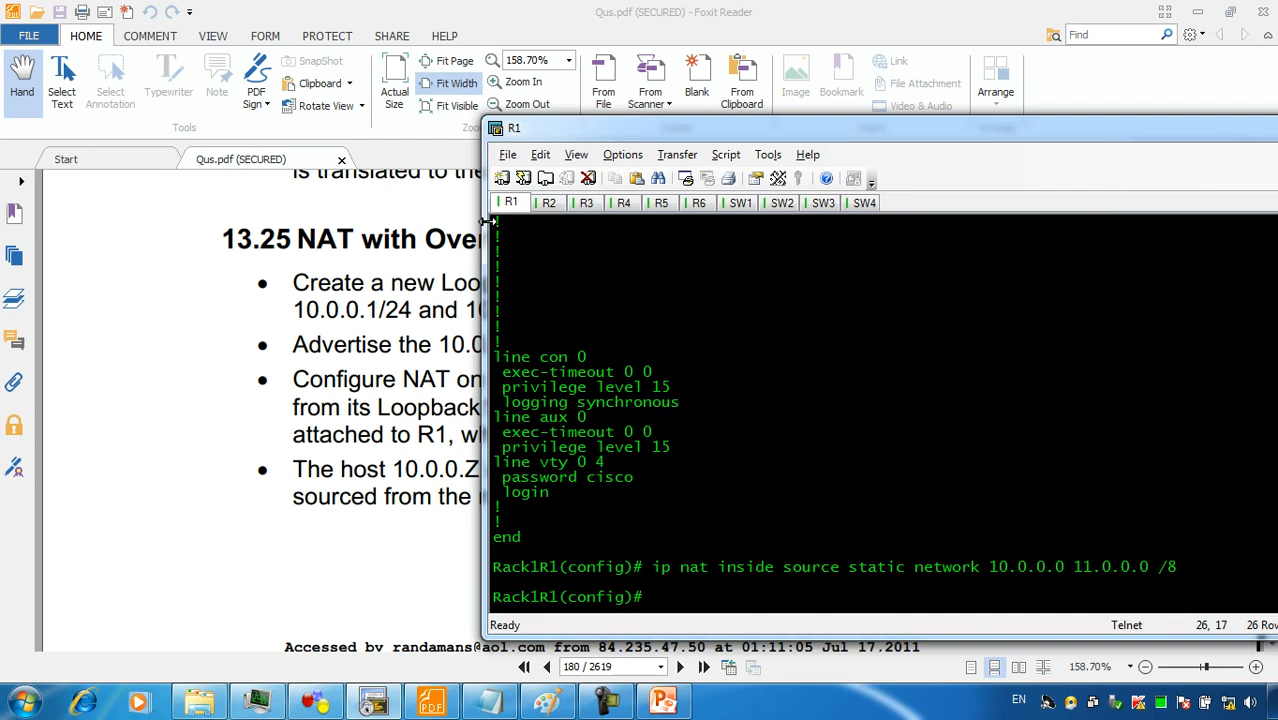 Qus.pdf (SECURED) - Foxit Reader
FILE HOME COMMENT VIEW FORM PROTECT SHARE HELP Find
SnapShot Fit Page 158.70% Link
Hand Select Text Select Annotation Typewriter Note PDF Sign Clipboard Actual Size Fit Width Zoom In From File From Scanner Blank From Clipboard Image Bookmark File Attachment Arrange
Rotate View Fit Visible Zoom Out Video & Audio
Tools
R1
Start Qus.pdf (SECURED)
File Edit View Options Transfer Script Tools Help
is translated to the
R1 R2 R3 R4 R5 R6 SW1 SW2 SW3 SW4
13.25 NAT with Ove
• Create a new Loo
10.0.0.1/24 and 1
• Advertise the 10.0
• Configure NAT on
from its Loopback
attached to R1, w
• The host 10.0.0.Z
sourced from the
!
!
!
!
!
!
!
!
!
line con 0
exec-timeout 0 0
privilege level 15
logging synchronous
line aux 0
exec-timeout 0 0
privilege level 15
line vty 0 4
password cisco
login
!
!
end
Rack1R1(config)# ip nat inside source static network 10.0.0.0 11.0.0.0 /8
Rack1R1(config)#
Ready Telnet 26, 17 26 Row
Accessed by randamans@aol.com from 84.235.47.50 at 01:11:05 Jul 17.2011
180 / 2619 158.70%
EN